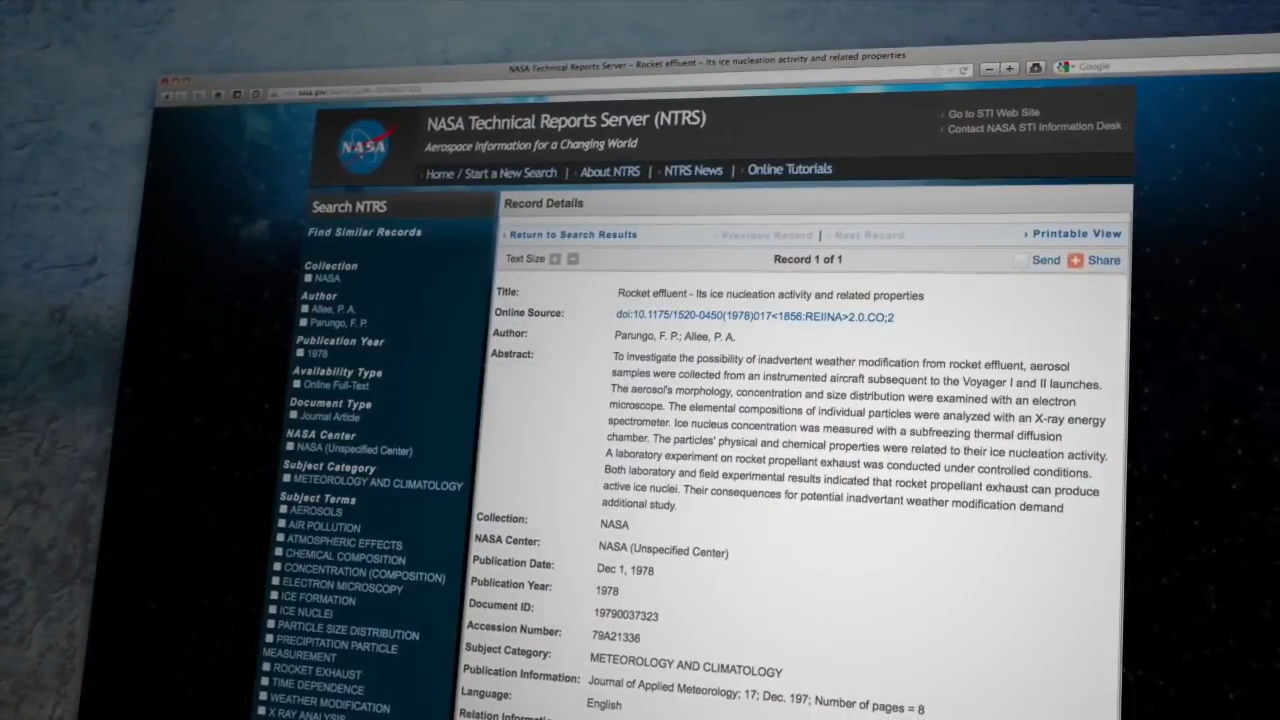 NASA Technical Reports Server – Rocket effluent – Its ice nucleation activity and related properties
Google
NASA
NASA Technical Reports Server (NTRS)
Aerospace Information for a Changing World
Go to STI Web Site
Contact NASA STI Information Desk
Home / Start a New Search | About NTRS | NTRS News | Online Tutorials
Search NTRS
Find Similar Records
Collection
NASA
Author
Allee, P. A.
Parungo, F. P.
Publication Year
1978
Availability Type
Online Full-Text
Document Type
Journal Article
NASA Center
NASA (Unspecified Center)
Subject Category
METEOROLOGY AND CLIMATOLOGY
Subject Terms
AEROSOLS
AIR POLLUTION
ATMOSPHERIC EFFECTS
CHEMICAL COMPOSITION
CONCENTRATION (COMPOSITION)
ELECTRON MICROSCOPY
ICE FORMATION
ICE NUCLEI
PARTICLE SIZE DISTRIBUTION
PRECIPITATION PARTICLE
MEASUREMENT
ROCKET EXHAUST
TIME DEPENDENCE
WEATHER MODIFICATION
X RAY ANALYSIS
Record Details
‹ Return to Search Results
Previous Record | Next Record
› Printable View
Text Size + −
Record 1 of 1
Send + Share
Title: Rocket effluent - Its ice nucleation activity and related properties
Online Source: doi:10.1175/1520-0450(1978)017<1856:REIINA>2.0.CO;2
Author: Parungo, F. P.; Allee, P. A.
Abstract: To investigate the possibility of inadvertent weather modification from rocket effluent, aerosol
samples were collected from an instrumented aircraft subsequent to the Voyager I and II launches.
The aerosol's morphology, concentration and size distribution were examined with an electron
microscope. The elemental compositions of individual particles were analyzed with an X-ray energy
spectrometer. Ice nucleus concentration was measured with a subfreezing thermal diffusion
chamber. The particles' physical and chemical properties were related to their ice nucleation activity.
A laboratory experiment on rocket propellant exhaust was conducted under controlled conditions.
Both laboratory and field experimental results indicated that rocket propellant exhaust can produce
active ice nuclei. Their consequences for potential inadvertant weather modification demand
additional study.
Collection: NASA
NASA Center: NASA (Unspecified Center)
Publication Date: Dec 1, 1978
Publication Year: 1978
Document ID: 19790037323
Accession Number: 79A21336
Subject Category: METEOROLOGY AND CLIMATOLOGY
Publication Information: Journal of Applied Meteorology; 17; Dec. 197; Number of pages = 8
Language: English
Relation